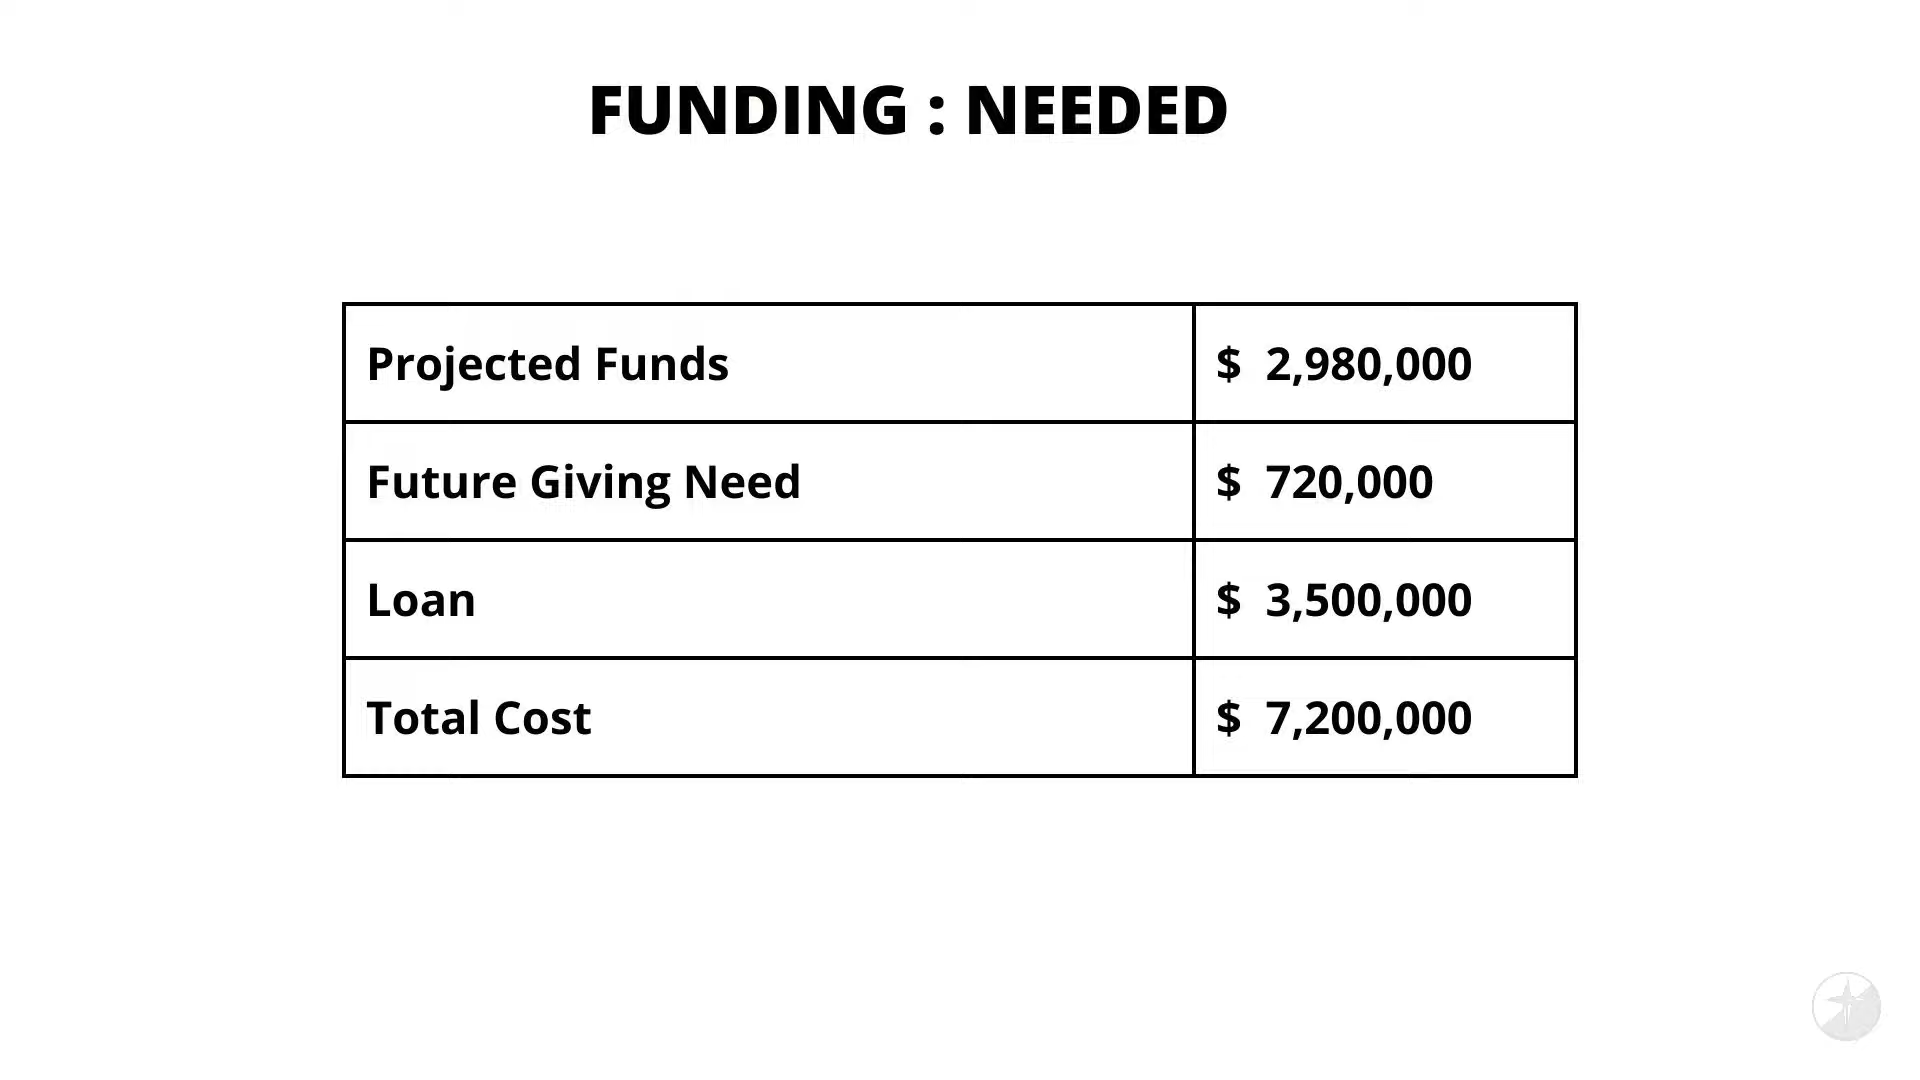 FUNDING : NEEDED
Projected Funds $ 2,980,000
Future Giving Need $ 720,000
Loan $ 3,500,000
Total Cost $ 7,200,000